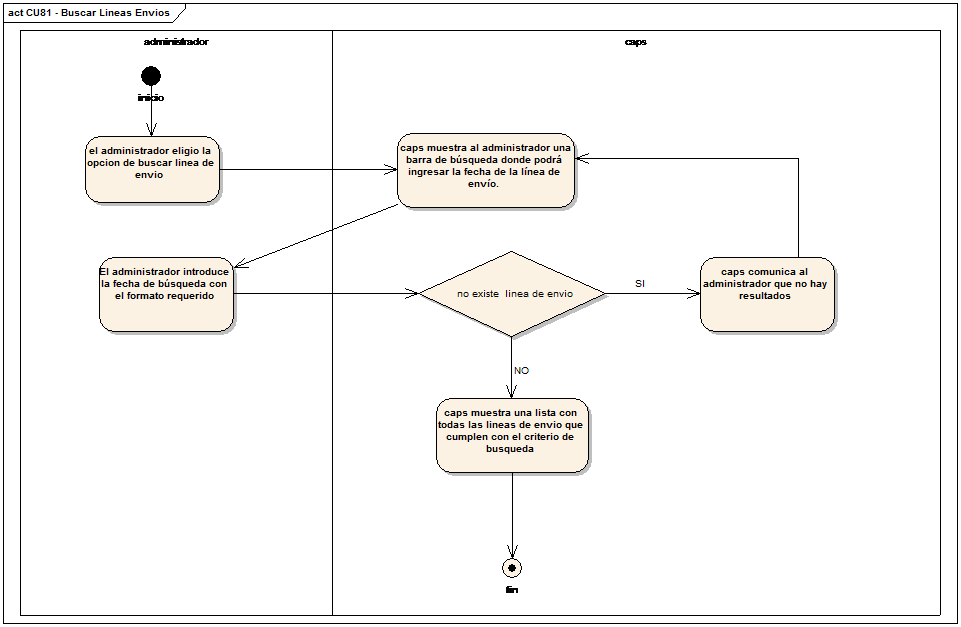 act CU81 - Buscar Lineas Envios
administrador
caps
inicio
el administrador eligio la
opcion de buscar linea de
envio
caps muestra al administrador una
barra de búsqueda donde podrá
ingresar la fecha de la línea de
envío.
El administrador introduce
la fecha de búsqueda con
el formato requerido
no existe linea de envio
SI
caps comunica al
administrador que no hay
resultados
NO
caps muestra una lista con
todas las lineas de envio que
cumplen con el criterio de
busqueda
fin